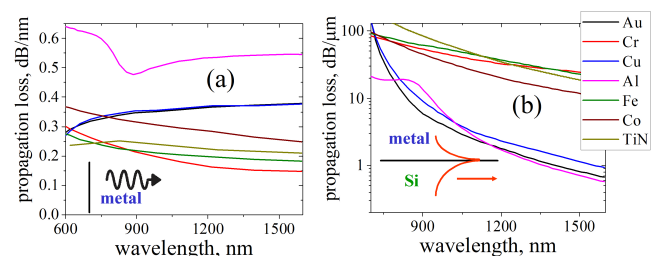 propagation loss, dB/nm
0.6
0.5
0.4
0.3
0.2
0.1
0.0
600 900 1200 1500
wavelength, nm
(a)
metal
propagation loss, dB/μm
100
10
1
900 1200 1500
wavelength, nm
(b)
metal
Si
Au
Cr
Cu
Al
Fe
Co
TiN